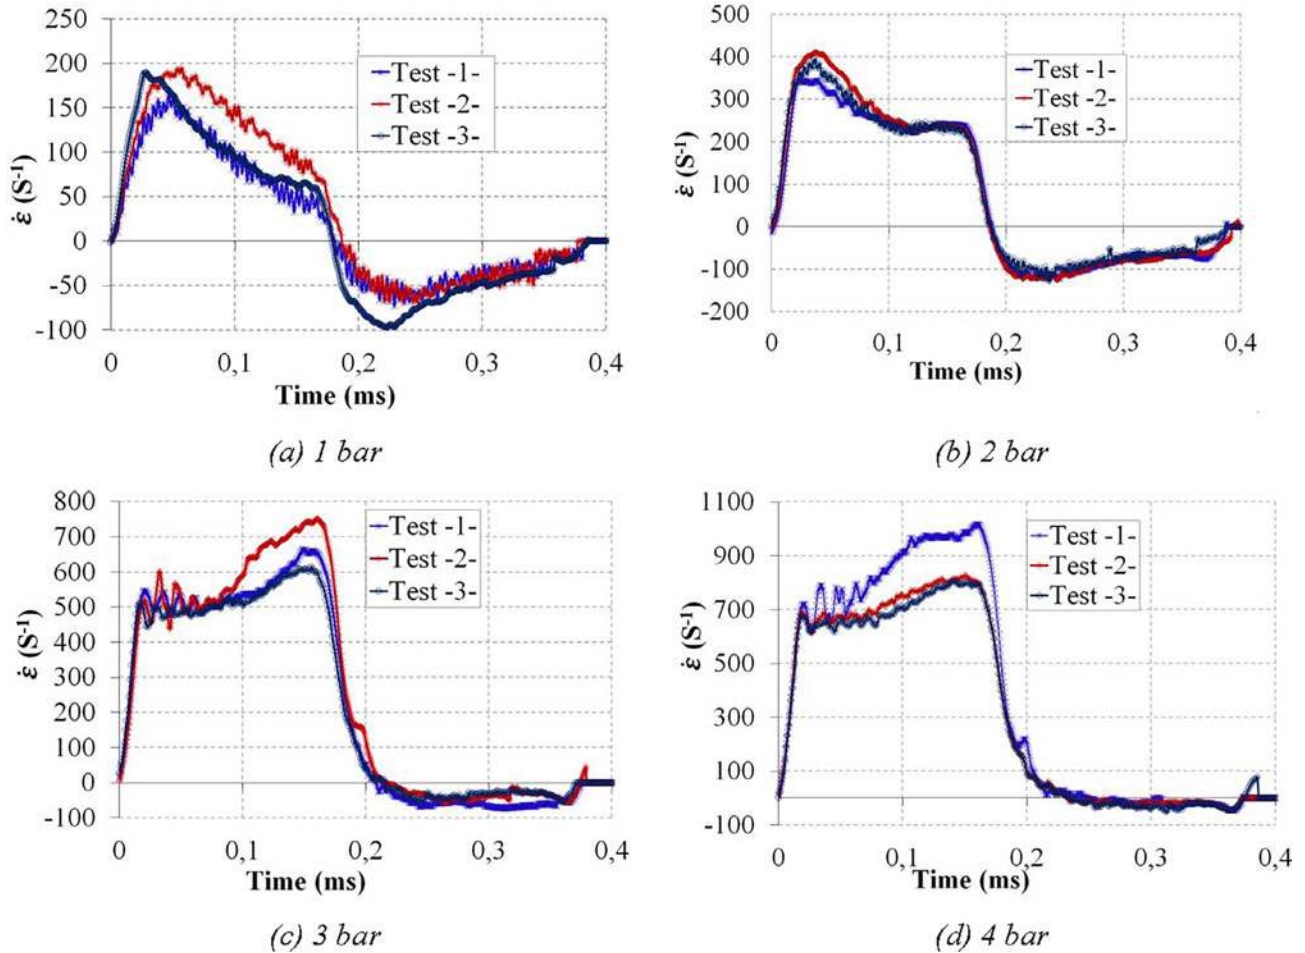 250
200
150
100
50
0
-50
-100
ε̇ (S⁻¹)
Test -1-
Test -2-
Test -3-
0 0,1 0,2 0,3 0,4
Time (ms)
(a) 1 bar
500
400
300
200
100
0
-100
-200
ε̇ (S⁻¹)
Test -1-
Test -2-
Test -3-
0 0,1 0,2 0,3 0,4
Time (ms)
(b) 2 bar
800
700
600
500
400
300
200
100
0
-100
ε̇ (S⁻¹)
Test -1-
Test -2-
Test -3-
0 0,1 0,2 0,3 0,4
Time (ms)
(c) 3 bar
1100
900
700
500
300
100
-100
ε̇ (S⁻¹)
Test -1-
Test -2-
Test -3-
0 0,1 0,2 0,3 0,4
Time (ms)
(d) 4 bar